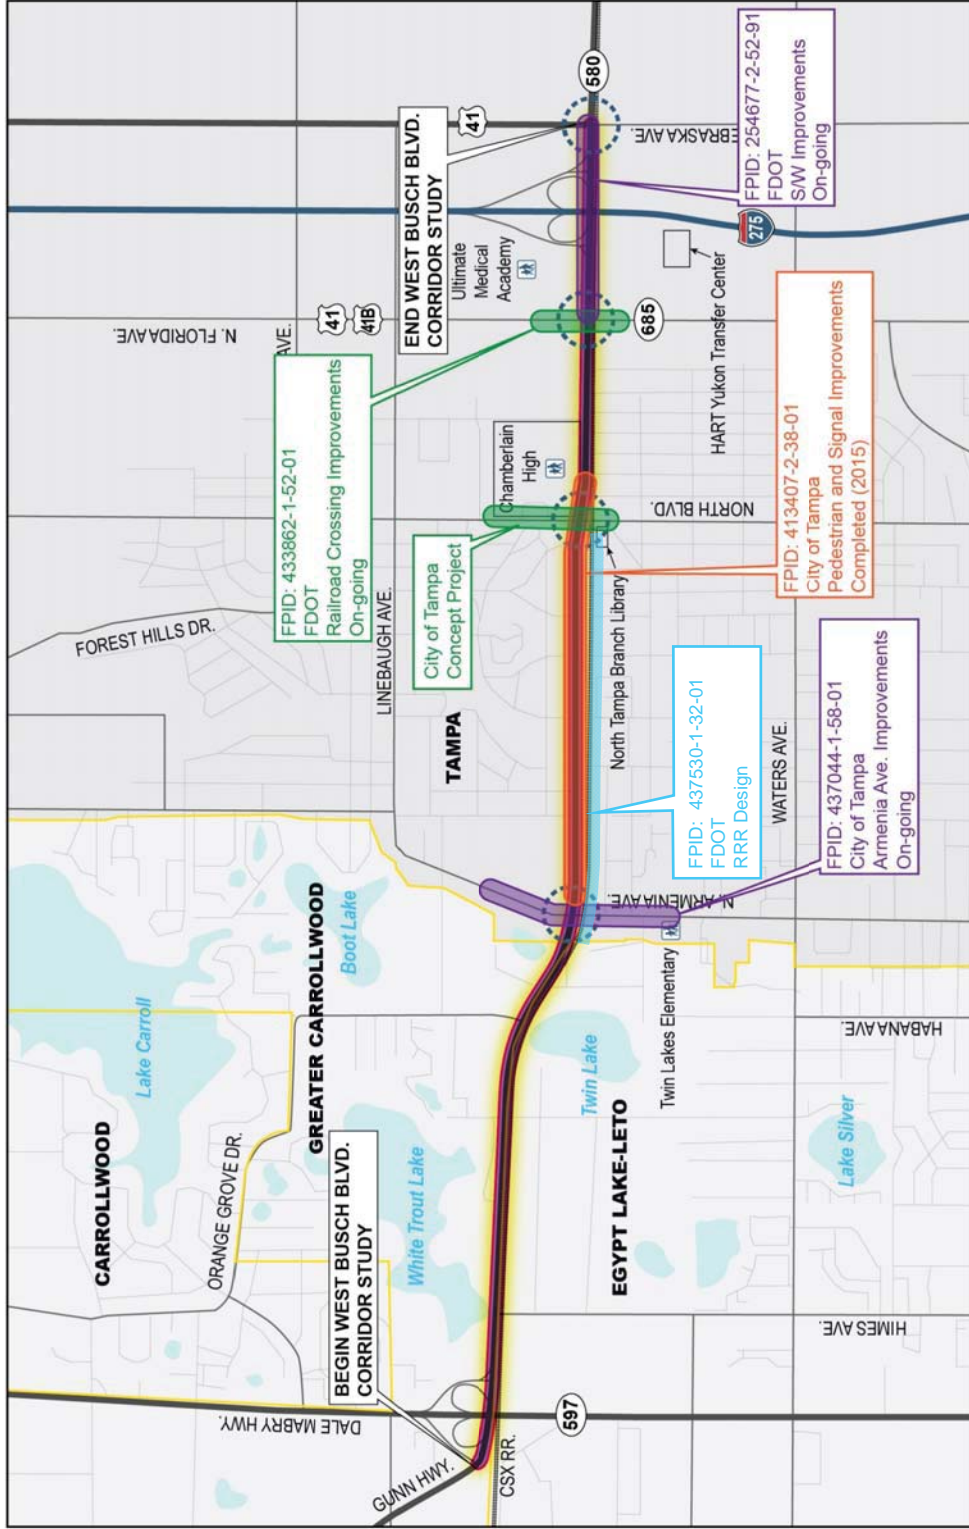 CARROLLWOOD
Lake Carroll
ORANGE GROVE DR.
GREATER CARROLLWOOD
Boot Lake
White Trout Lake
BEGIN WEST BUSCH BLVD.
CORRIDOR STUDY
DALE MABRY HWY.
GUNN HWY.
CSX RR.
597
EGYPT LAKE-LETO
Twin Lake
Twin Lakes Elementary
Lake Silver
HIMES AVE.
HABANA AVE.
FOREST HILLS DR.
LINEBAUGH AVE.
TAMPA
N. ARMENIA AVE.
WATERS AVE.
North Tampa Branch Library
NORTH BLVD.
Chamberlain
High
City of Tampa
Concept Project
FPID: 433862-1-52-01
FDOT
Railroad Crossing Improvements
On-going
AVE.
N. FLORIDA AVE.
41
41B
685
Ultimate
Medical
Academy
END WEST BUSCH BLVD.
CORRIDOR STUDY
41
580
EBRASKA AVE.
275
HART Yukon Transfer Center
FPID: 254677-2-52-91
FDOT
S/W Improvements
On-going
FPID: 413407-2-38-01
City of Tampa
Pedestrian and Signal Improvements
Completed (2015)
FPID: 437530-1-32-01
FDOT
RRR Design
FPID: 437044-1-58-01
City of Tampa
Armenia Ave. Improvements
On-going